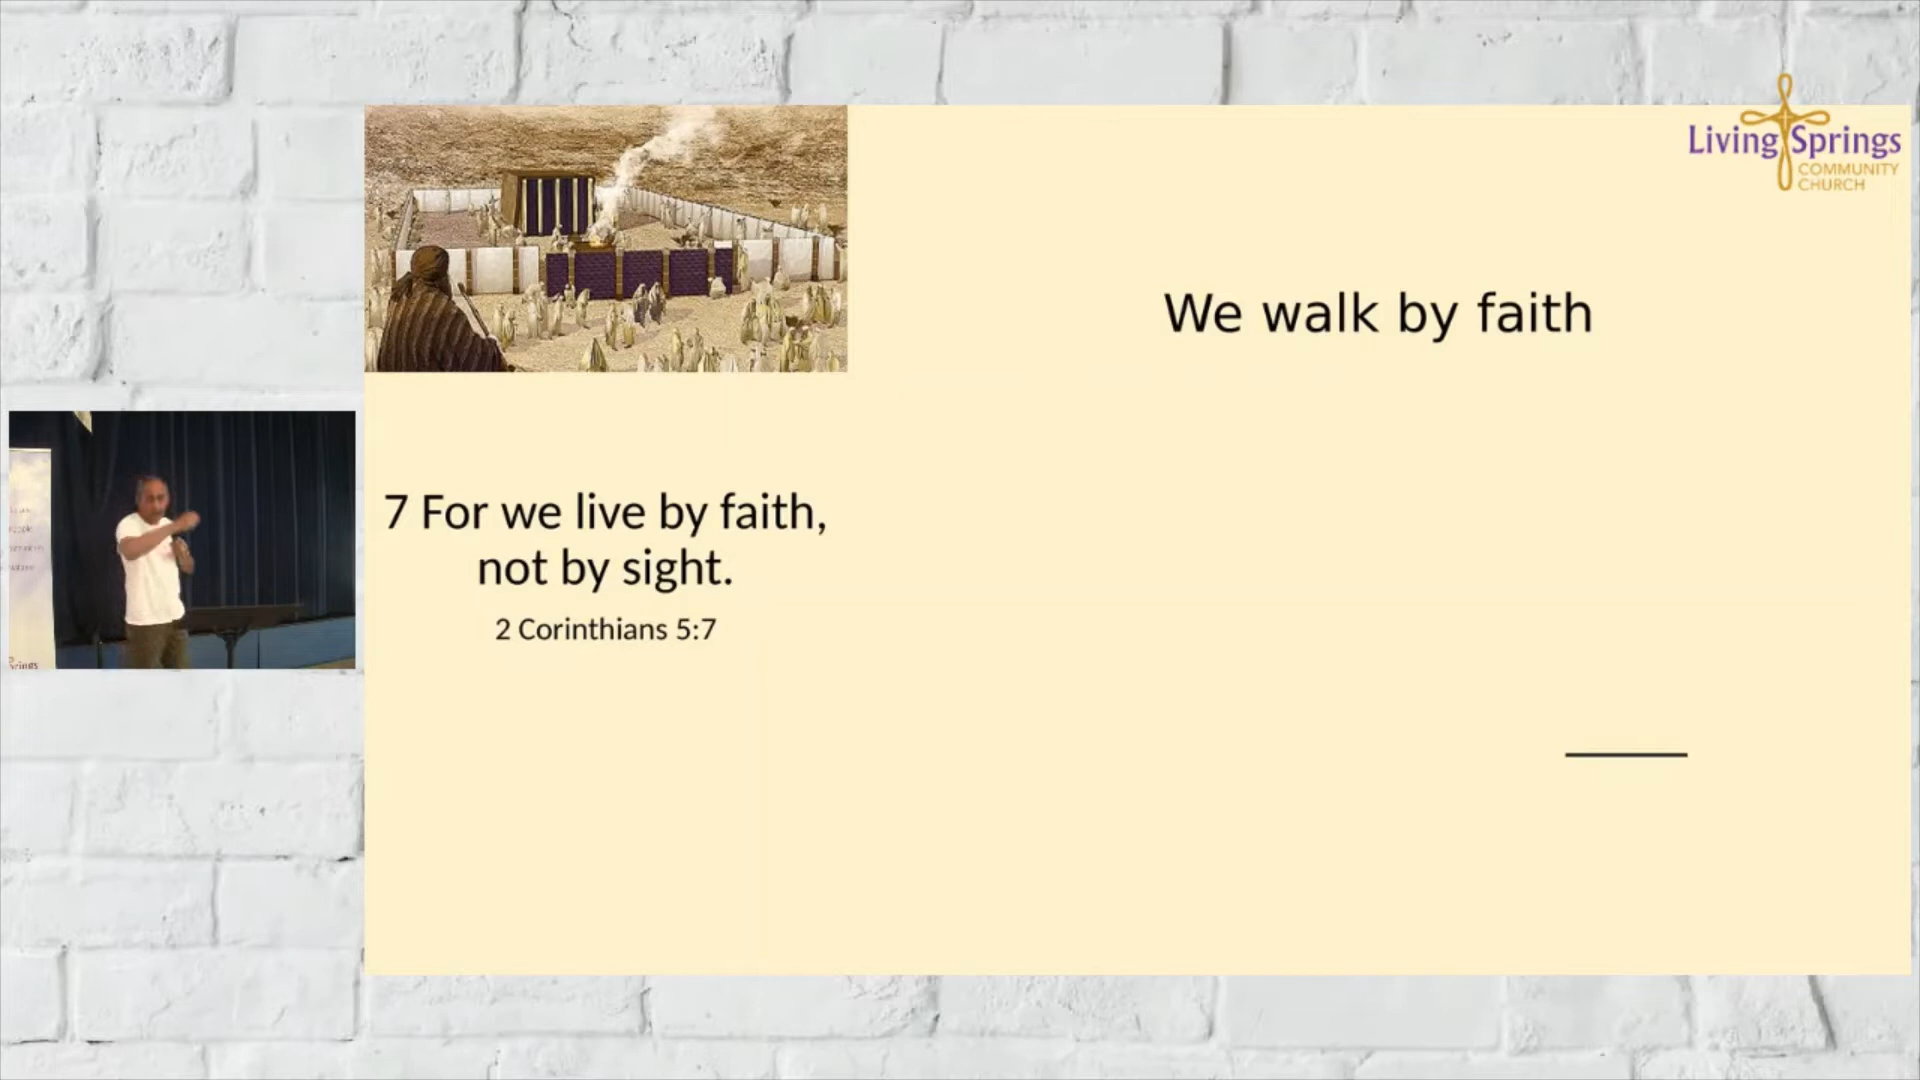 Living Springs
COMMUNITY
CHURCH
We walk by faith
7 For we live by faith,
not by sight.
2 Corinthians 5:7